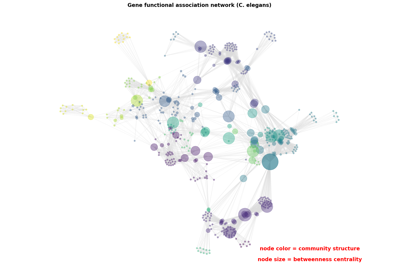 Gene functional association network (C. elegans)
node color = community structure
node size = betweenness centrality